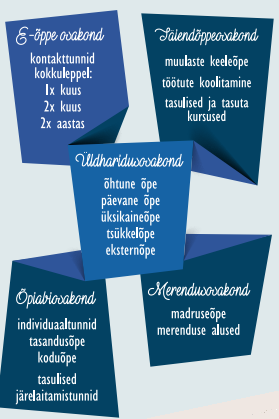 E-õppe osakond
kontakttunnid
kokkuleppel:
1x kuus
2x kuus
2x aastas
Täiendõppeosakond
muulaste keeleõpe
töötute koolitamine
tasulised ja tasuta
kursused
Üldharidusosakond
õhtune õpe
päevane õpe
üksikaineõpe
tsükkelõpe
eksternõpe
Õpiabiosakond
individuaaltunnid
tasandusõpe
koduõpe
tasulised
järelaitamistunnid
Merendusosakond
madruseõpe
merenduse alused